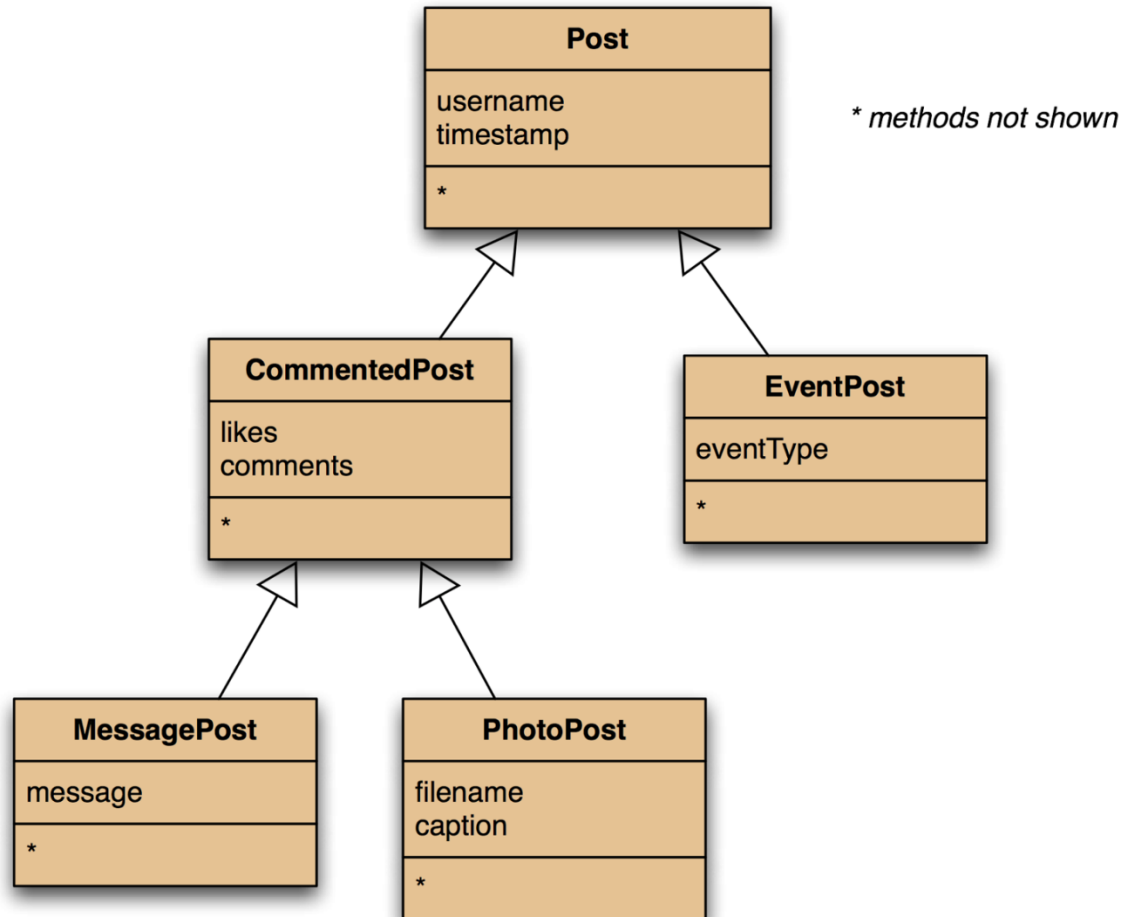 Post
username
timestamp
*
* methods not shown
CommentedPost
likes
comments
*
EventPost
eventType
*
MessagePost
message
*
PhotoPost
filename
caption
*